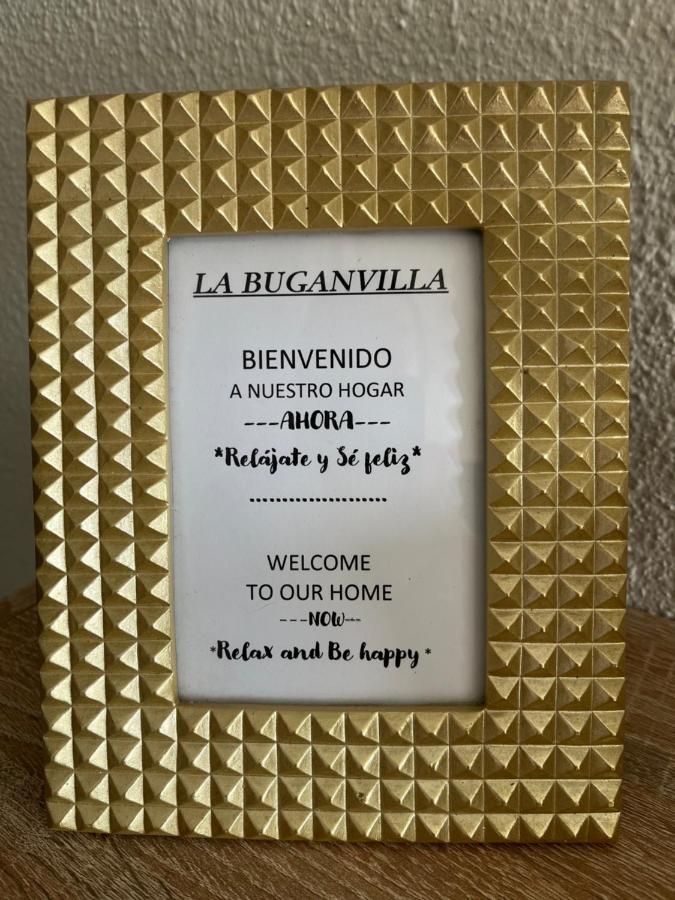 LA BUGANVILLA
BIENVENIDO
A NUESTRO HOGAR
---AHORA---
*Relájate y Sé feliz*
.....................
WELCOME
TO OUR HOME
---NOW---
*Relax and Be happy*